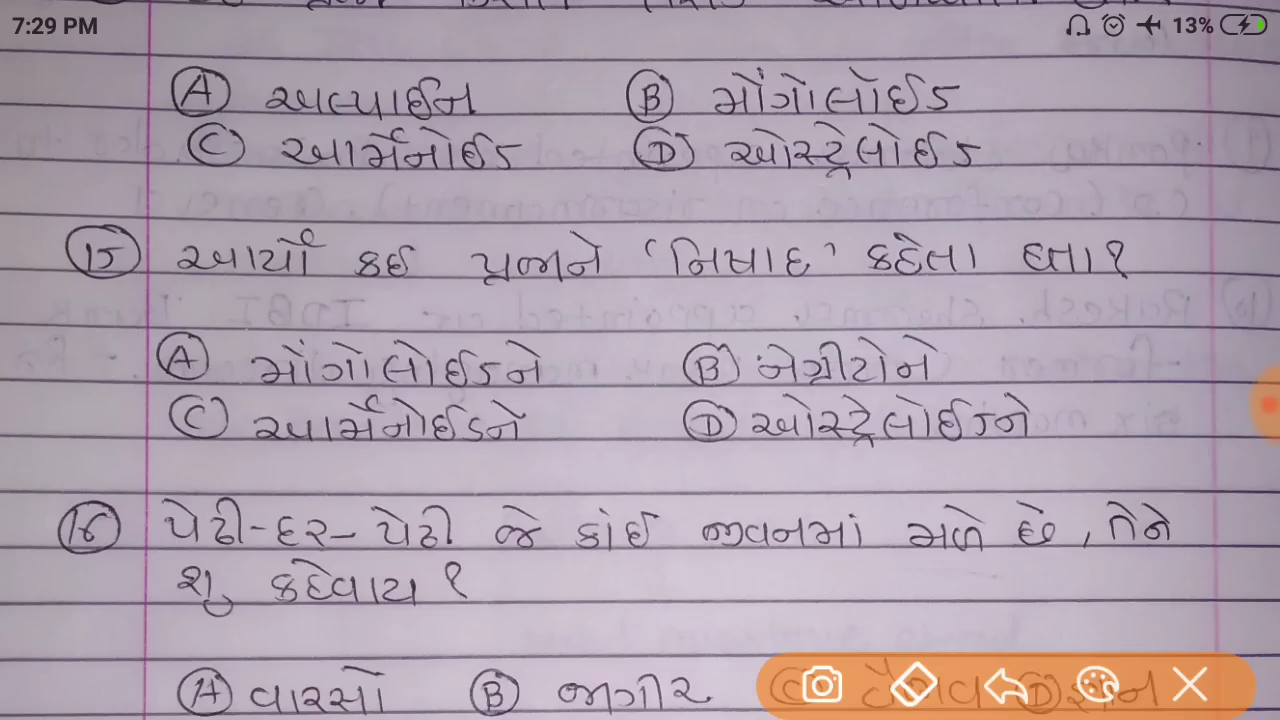 7:29 PM 13%
Ⓐ અલ્પાઈન Ⓑ મોંગોલોઈડ
Ⓒ આર્મેનોઈડ Ⓓ ઓસ્ટ્રેલોઈડ
⑮ આર્યો કઈ પ્રજાને 'નિષાદ' કહેતા હતા?
Ⓐ મોંગોલોઈડને Ⓑ નેગ્રીટોને
Ⓒ આર્મેનોઈડને Ⓓ ઓસ્ટ્રેલોઈડને
⑯ પેઢી-દર-પેઢી જે કાંઈ જીવનમાં મળે છે, તેને
શું કહેવાય?
Ⓐ વારસો Ⓑ જાગીર Ⓒ Ⓓ